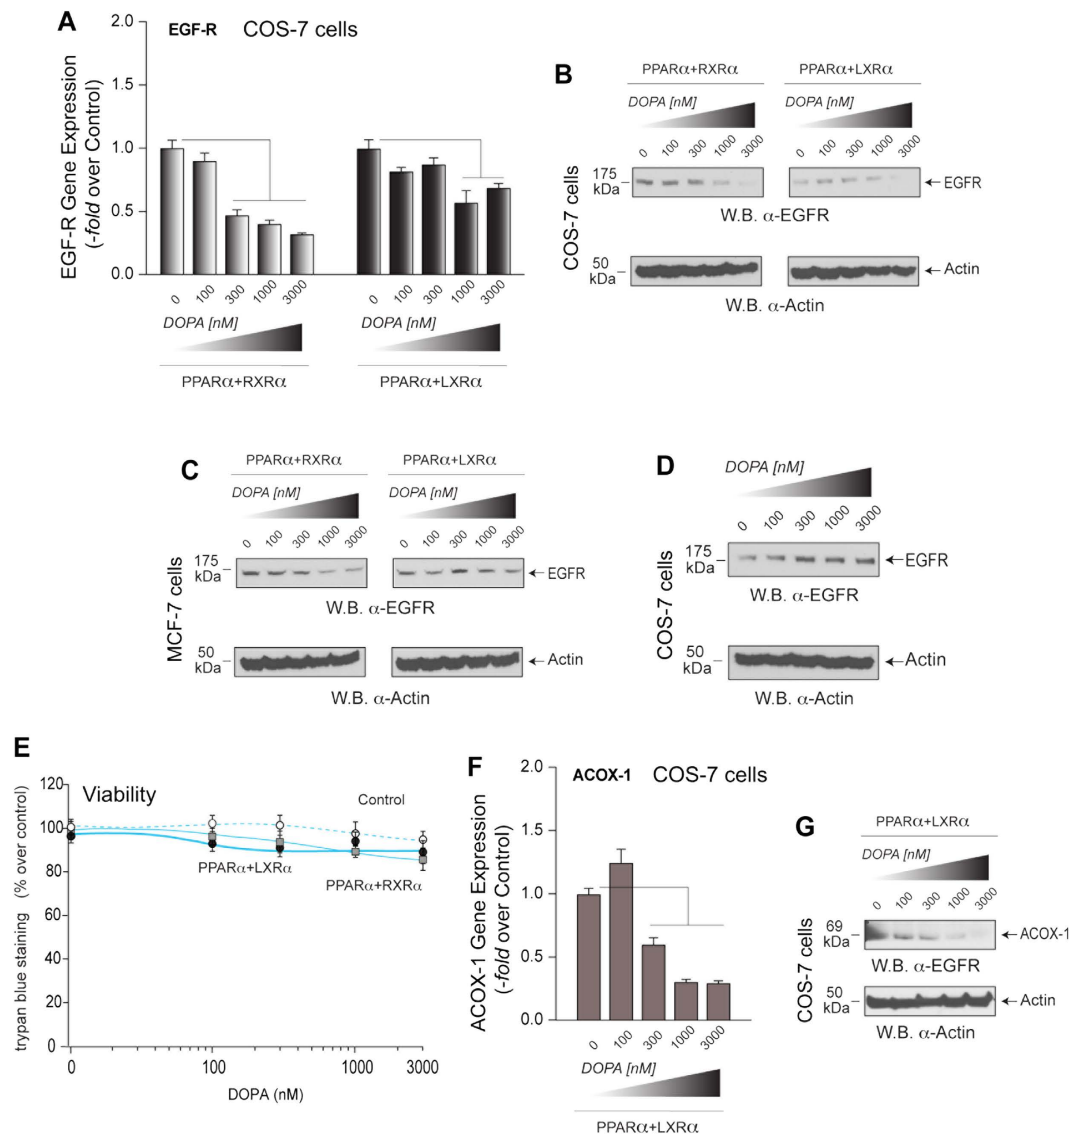 A
EGF-R COS-7 cells
EGF-R Gene Expression
(-fold over Control)
2.0
1.5
1.0
0.5
0.0
0 100 300 1000 3000 0 100 300 1000 3000
DOPA [nM] DOPA [nM]
PPARα+RXRα PPARα+LXRα
B
PPARα+RXRα PPARα+LXRα
DOPA [nM] DOPA [nM]
0 100 300 1000 3000 0 100 300 1000 3000
COS-7 cells
175
kDa
EGFR
W.B. α-EGFR
50
kDa
Actin
W.B. α-Actin
C
PPARα+RXRα PPARα+LXRα
DOPA [nM] DOPA [nM]
0 100 300 1000 3000 0 100 300 1000 3000
MCF-7 cells
175
kDa
EGFR
W.B. α-EGFR
50
kDa
Actin
W.B. α-Actin
D
DOPA [nM]
0 100 300 1000 3000
COS-7 cells
175
kDa
EGFR
W.B. α-EGFR
50
kDa
Actin
W.B. α-Actin
E
Viability
Control
PPARα+LXRα
PPARα+RXRα
trypan blue staining (% over control)
120
100
80
60
40
20
0
0 100 1000 3000
DOPA (nM)
F
ACOX-1 COS-7 cells
ACOX-1 Gene Expression
(-fold over Control)
2.0
1.5
1.0
0.5
0.0
0 100 300 1000 3000
DOPA [nM]
PPARα+LXRα
G
PPARα+LXRα
DOPA [nM]
0 100 300 1000 3000
COS-7 cells
69
kDa
ACOX-1
W.B. α-EGFR
50
kDa
Actin
W.B. α-Actin